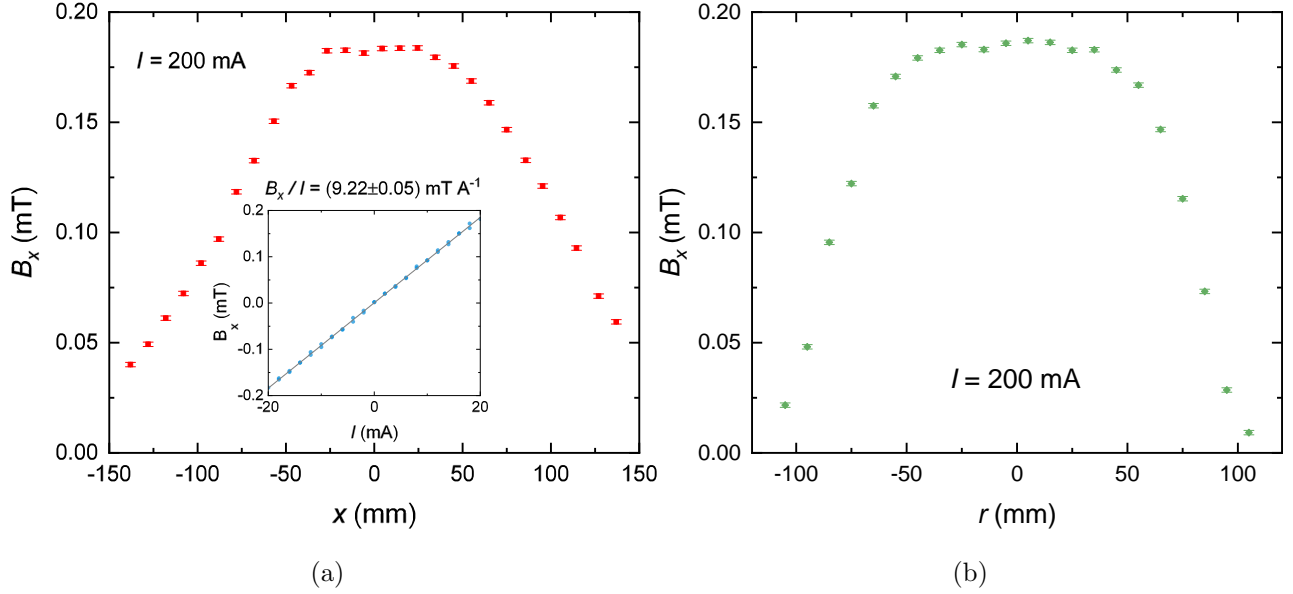 0.20
0.15
0.10
0.05
0.00
B_x (mT)
I = 200 mA
B_x / I = (9.22±0.05) mT A^-1
0.2
0.1
0.0
-0.1
-0.2
B_x (mT)
-20 0 20
I (mA)
-150 -100 -50 0 50 100 150
x (mm)
(a)
0.20
0.15
0.10
0.05
0.00
B_x (mT)
I = 200 mA
-100 -50 0 50 100
r (mm)
(b)